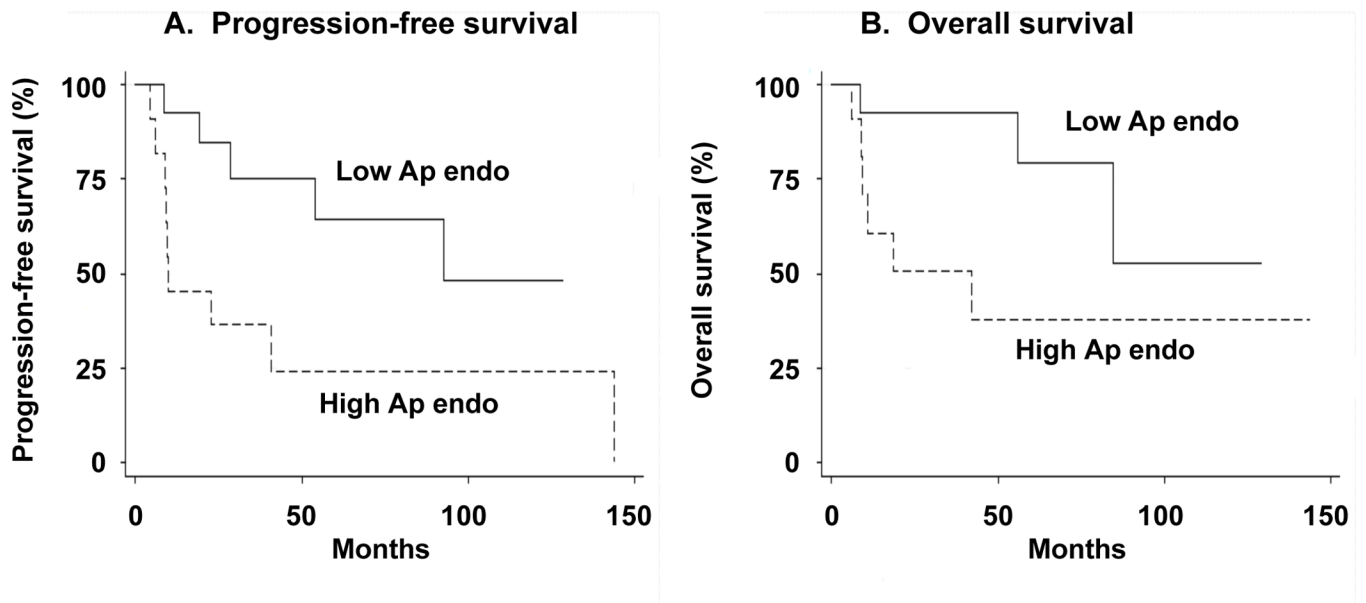 A. Progression-free survival
Progression-free survival (%)
100
75
50
25
0
Low Ap endo
High Ap endo
0 50 100 150
Months
B. Overall survival
Overall survival (%)
100
75
50
25
0
Low Ap endo
High Ap endo
0 50 100 150
Months